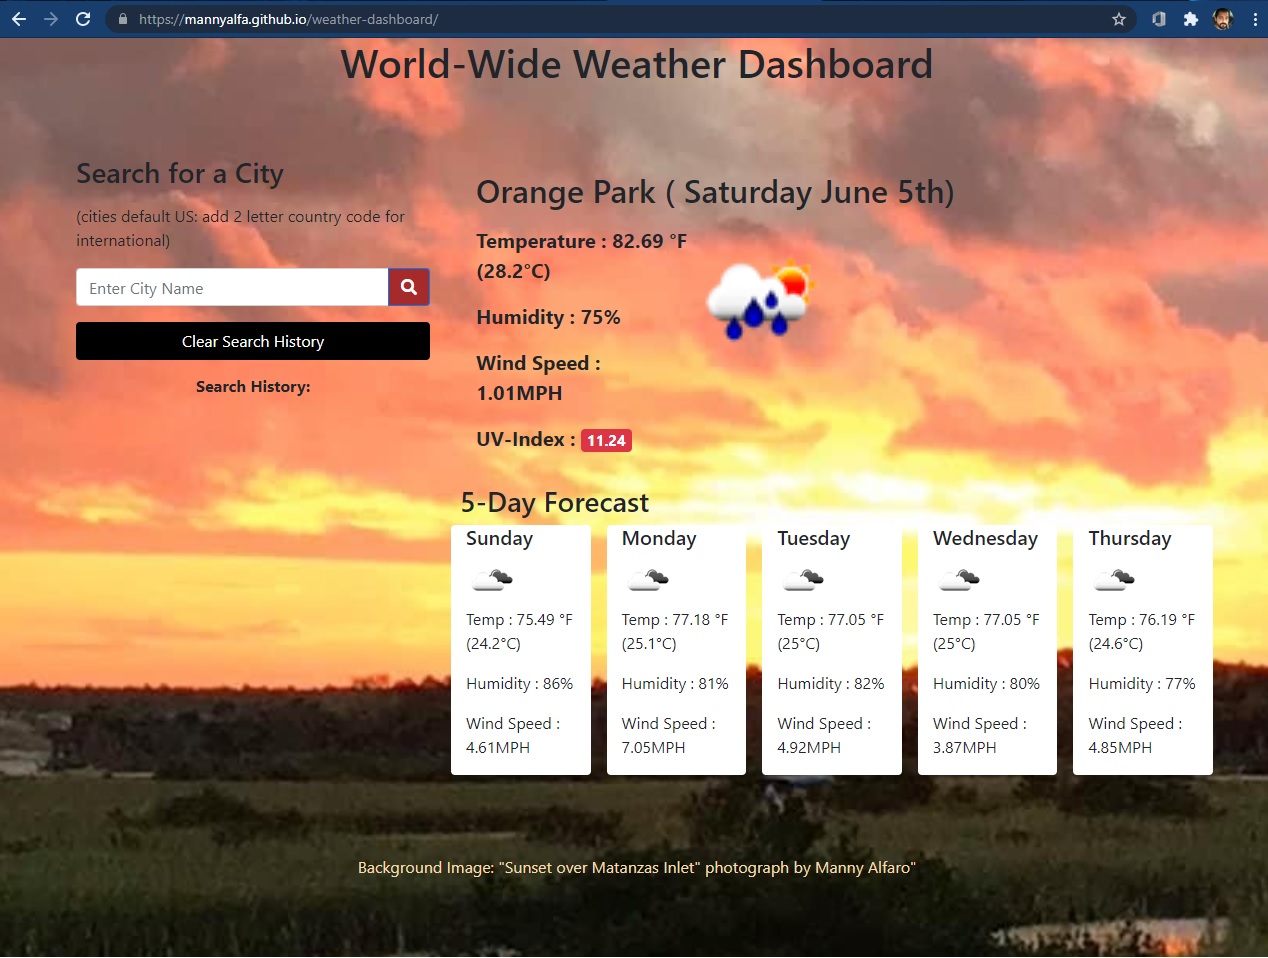 https://mannyalfa.github.io/weather-dashboard/
World-Wide Weather Dashboard
Search for a City
(cities default US: add 2 letter country code for
international)
Enter City Name
Clear Search History
Search History:
Orange Park ( Saturday June 5th)
Temperature : 82.69 °F
(28.2°C)
Humidity : 75%
Wind Speed :
1.01MPH
UV-Index : 11.24
5-Day Forecast
Sunday
Temp : 75.49 °F
(24.2°C)
Humidity : 86%
Wind Speed :
4.61MPH
Monday
Temp : 77.18 °F
(25.1°C)
Humidity : 81%
Wind Speed :
7.05MPH
Tuesday
Temp : 77.05 °F
(25°C)
Humidity : 82%
Wind Speed :
4.92MPH
Wednesday
Temp : 77.05 °F
(25°C)
Humidity : 80%
Wind Speed :
3.87MPH
Thursday
Temp : 76.19 °F
(24.6°C)
Humidity : 77%
Wind Speed :
4.85MPH
Background Image: "Sunset over Matanzas Inlet" photograph by Manny Alfaro"